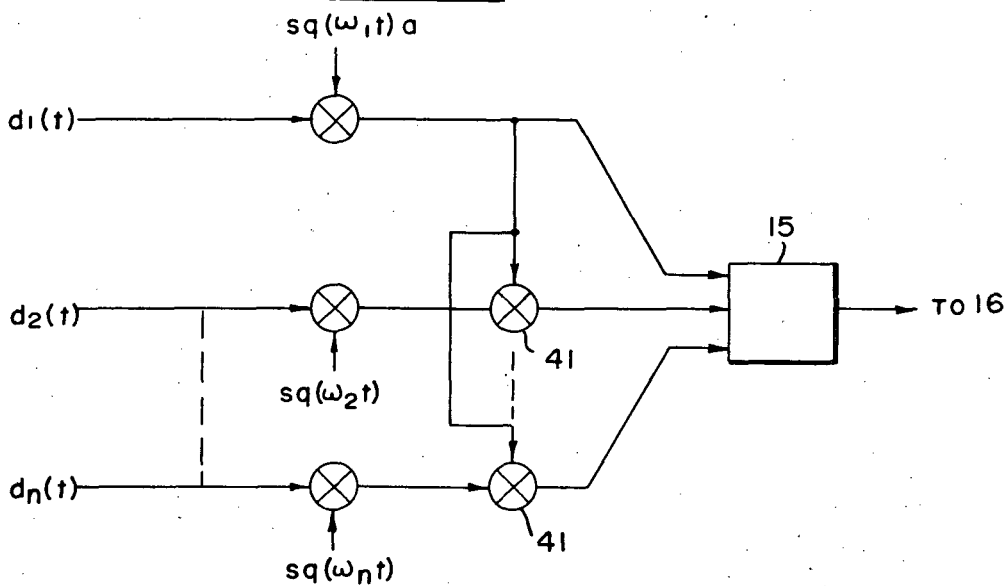 sq(ω₁t) a
d₁(t)
15
d₂(t)
TO 16
41
sq(ω₂t)
dₙ(t)
41
sq(ωₙt)